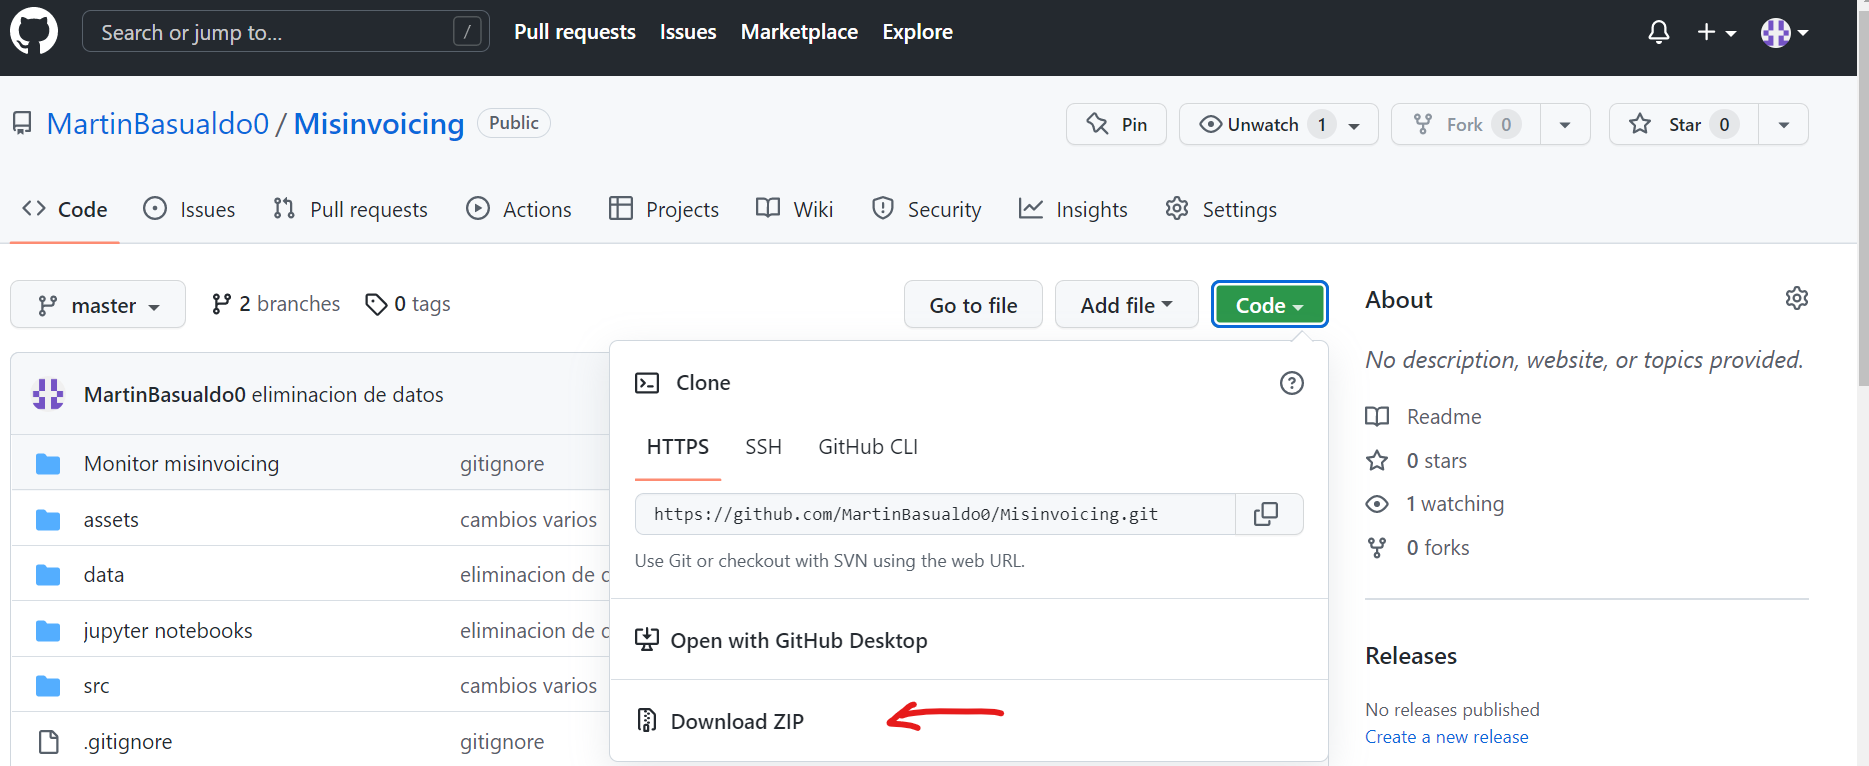 Search or jump to... /
Pull requests Issues Marketplace Explore
MartinBasualdo0 / Misinvoicing Public
Pin Unwatch 1 Fork 0 Star 0
Code Issues Pull requests Actions Projects Wiki Security Insights Settings
master 2 branches 0 tags
Go to file Add file Code
MartinBasualdo0 eliminacion de datos
Monitor misinvoicing gitignore
assets cambios varios
data eliminacion de
jupyter notebooks eliminacion de
src cambios varios
.gitignore gitignore
Clone
HTTPS SSH GitHub CLI
https://github.com/MartinBasualdo0/Misinvoicing.git
Use Git or checkout with SVN using the web URL.
Open with GitHub Desktop
Download ZIP
About
No description, website, or topics provided.
Readme
0 stars
1 watching
0 forks
Releases
No releases published
Create a new release